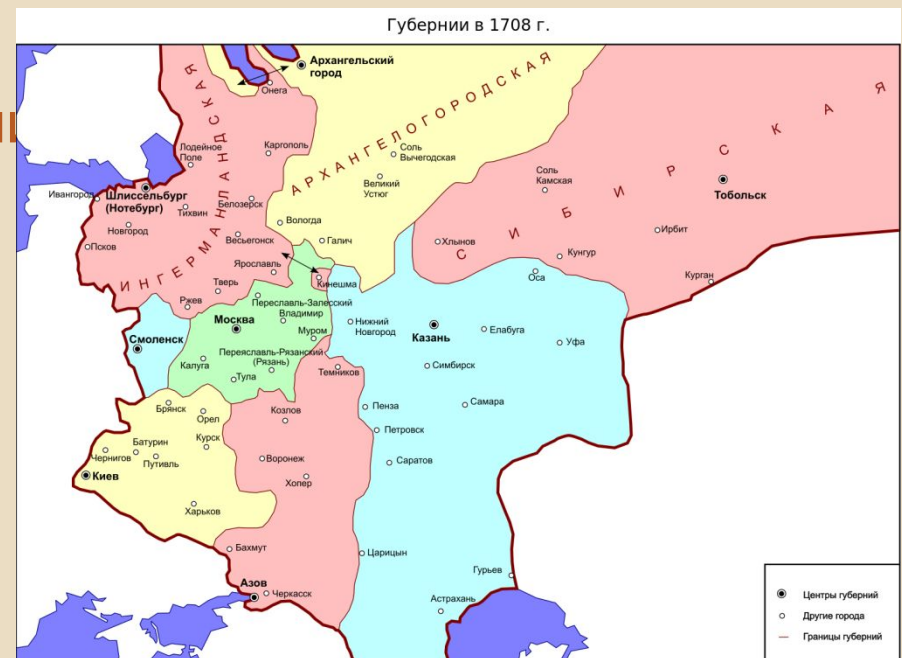 Губернии в 1708 г.
Архангельский
город
Онега
ИНГЕРМАНЛАНДСКАЯ
АРХАНГЕЛОГОРОДСКАЯ
СИБИРСКАЯ
Лодейное
Поле
Каргополь
Соль
Вычегодская
Великий
Устюг
Соль
Камская
Тобольск
Ивангород
Шлиссельбург
(Нотебург)
Белозерск
Тихвин
Новгород
Вологда
Псков
Весьегонск
Галич
Хлынов
Ирбит
Кунгур
Ярославль
Кинешма
Оса
Курган
Тверь
Ржев
Переславль-Залесский
Владимир
Москва
Муром
Нижний
Новгород
Казань
Елабуга
Уфа
Смоленск
Калуга
Переяславль-Рязанский
(Рязань)
Тула
Темников
Симбирск
Брянск
Орел
Козлов
Пенза
Самара
Петровск
Курск
Батурин
Чернигов
Путивль
Воронеж
Саратов
Киев
Хопер
Харьков
Бахмут
Царицын
Гурьев
Азов
Черкасск
Астрахань
Центры губерний
Другие города
Границы губерний